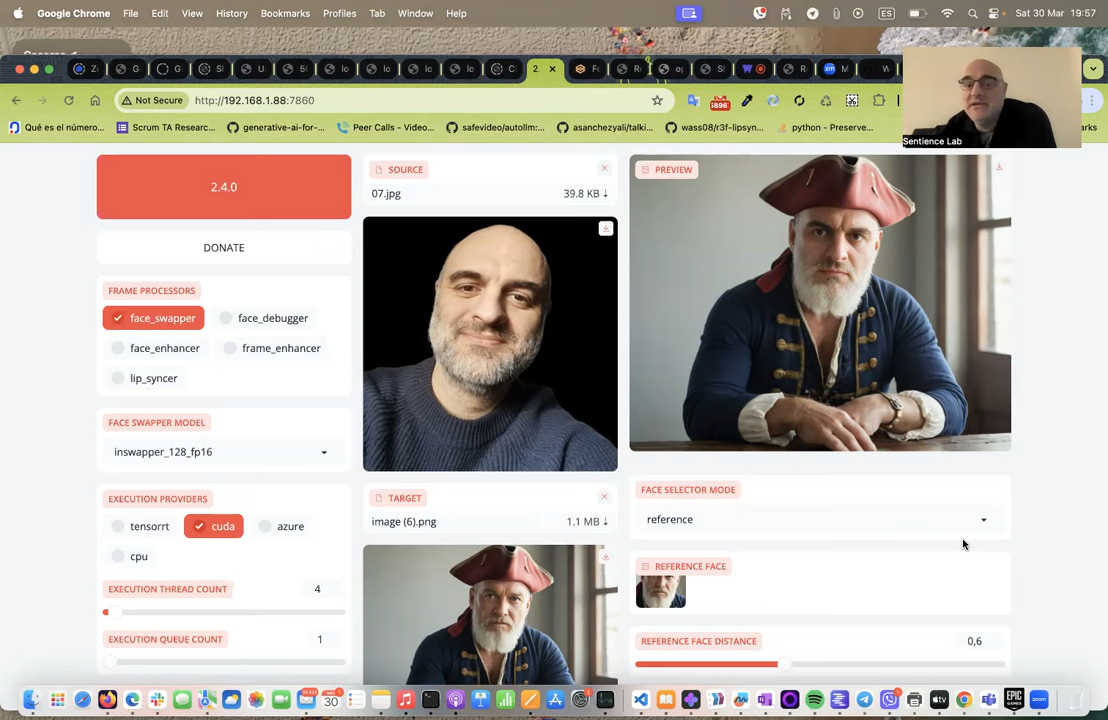 Google Chrome File Edit View History Bookmarks Profiles Tab Window Help
ES Sat 30 Mar 19:57
2.
Not Secure http://192.168.1.88:7860
Qué es el número...
Scrum TA Researc...
generative-ai-for-...
Peer Calls - Video...
safevideo/autollm:...
asanchezyali/talki...
wass08/r3f-lipsyn...
python - Preserve...
Sentience Lab
2.4.0
DONATE
FRAME PROCESSORS
face_swapper
face_debugger
face_enhancer
frame_enhancer
lip_syncer
FACE SWAPPER MODEL
inswapper_128_fp16
EXECUTION PROVIDERS
tensorrt
cuda
azure
cpu
EXECUTION THREAD COUNT
4
EXECUTION QUEUE COUNT
1
SOURCE
07.jpg
39.8 KB ↓
TARGET
image (6).png
1.1 MB ↓
PREVIEW
FACE SELECTOR MODE
reference
REFERENCE FACE
REFERENCE FACE DISTANCE
0,6